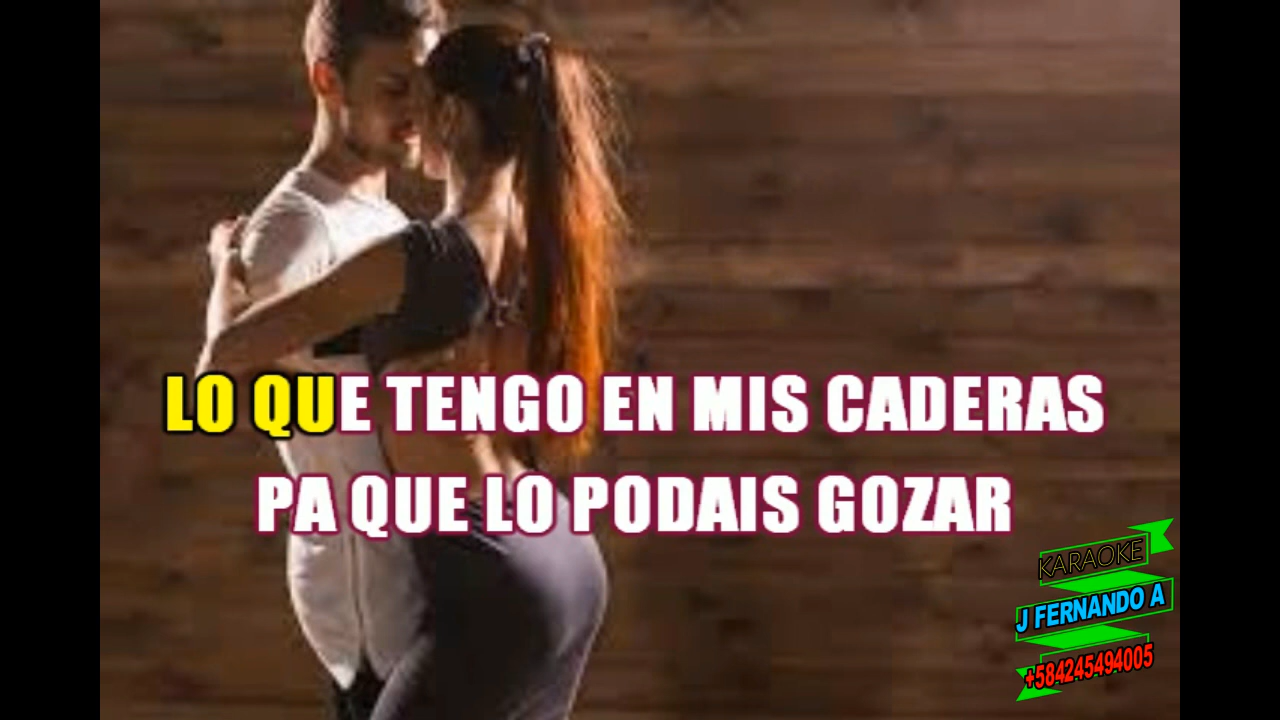 LO QUE TENGO EN MIS CADERAS
PA QUE LO PODAIS GOZAR
KARAOKE
J FERNANDO A
+584245494005